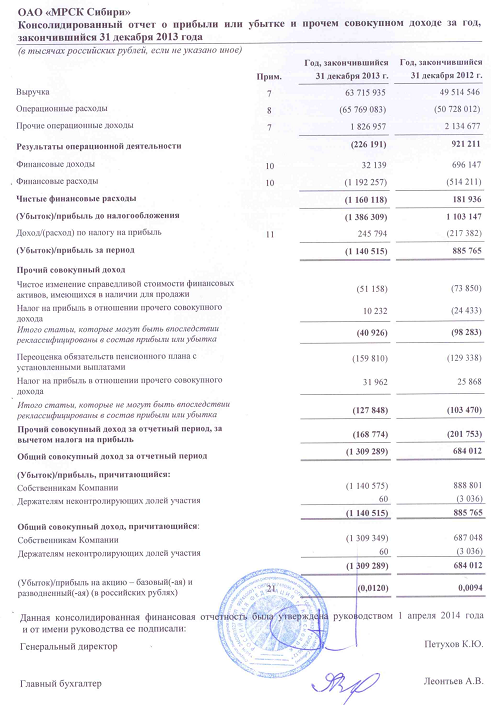 ОАО «МРСК Сибири»
Консолидированный отчет о прибыли или убытке и прочем совокупном доходе за год,
закончившийся 31 декабря 2013 года
(в тысячах российских рублей, если не указано иное)
Прим. Год, закончившийся 31 декабря 2013 г. Год, закончившийся 31 декабря 2012 г.
Выручка 7 63 715 935 49 514 546
Операционные расходы 8 (65 769 083) (50 728 012)
Прочие операционные доходы 7 1 826 957 2 134 677
Результаты операционной деятельности (226 191) 921 211
Финансовые доходы 10 32 139 696 147
Финансовые расходы 10 (1 192 257) (514 211)
Чистые финансовые расходы (1 160 118) 181 936
(Убыток)/прибыль до налогообложения (1 386 309) 1 103 147
Доход/(расход) по налогу на прибыль 11 245 794 (217 382)
(Убыток)/прибыль за период (1 140 515) 885 765
Прочий совокупный доход
Чистое изменение справедливой стоимости финансовых
активов, имеющихся в наличии для продажи (51 158) (73 850)
Налог на прибыль в отношении прочего совокупного
дохода 10 232 (24 433)
Итого статьи, которые могут быть впоследствии
реклассифицированы в состав прибыли или убытка (40 926) (98 283)
Переоценка обязательств пенсионного плана с
установленными выплатами (159 810) (129 338)
Налог на прибыль в отношении прочего совокупного
дохода 31 962 25 868
Итого статьи, которые не могут быть впоследствии
реклассифицированы в состав прибыли или убытка (127 848) (103 470)
Прочий совокупный доход за отчетный период, за
вычетом налога на прибыль (168 774) (201 753)
Общий совокупный доход за отчетный период (1 309 289) 684 012
(Убыток)/прибыль, причитающийся:
Собственникам Компании (1 140 575) 888 801
Держателям неконтролирующих долей участия 60 (3 036)
(1 140 515) 885 765
Общий совокупный доход, причитающийся:
Собственникам Компании (1 309 349) 687 048
Держателям неконтролирующих долей участия 60 (3 036)
(1 309 289) 684 012
(Убыток)/прибыль на акцию – базовый(-ая) и
разводненный(-ая) (в российских рублях) 21 (0,0120) 0,0094
Данная консолидированная финансовая отчетность была утверждена руководством 1 апреля 2014 года
и от имени руководства ее подписали:
Генеральный директор Петухов К.Ю.
Главный бухгалтер Леонтьев А.В.